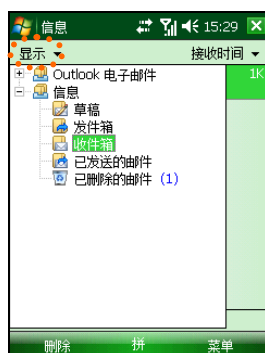 信息 15:29
显示 接收时间
Outlook 电子邮件 1K
信息
草稿
发件箱
收件箱
已发送的邮件
已删除的邮件 (1)
删除 拼 菜单